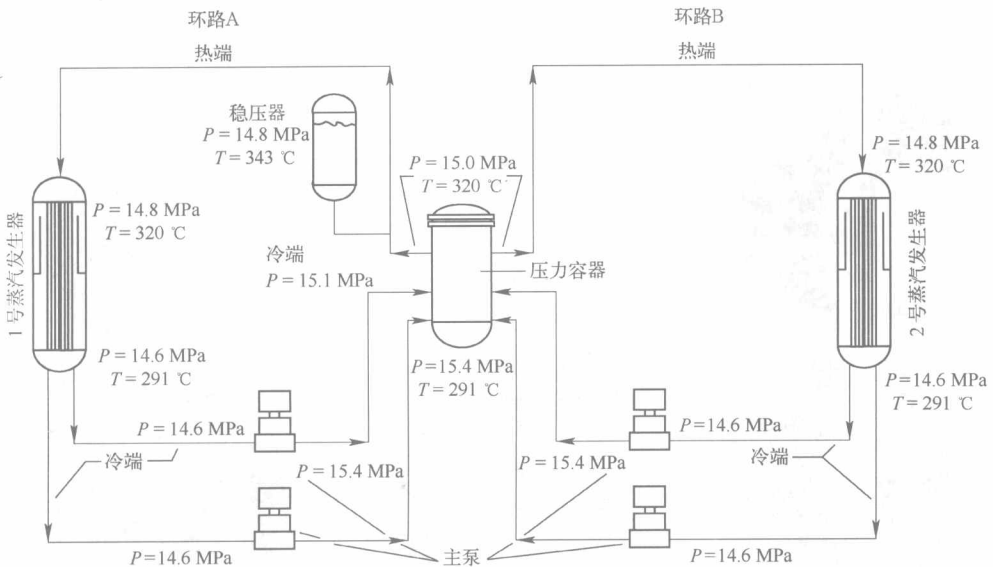 环路A
环路B
热端
热端
稳压器
P = 14.8 MPa
T = 343 ℃
P = 15.0 MPa
T = 320 ℃
P = 14.8 MPa
T = 320 ℃
1号蒸汽发生器
P = 14.8 MPa
T = 320 ℃
冷端
P = 15.1 MPa
压力容器
2号蒸汽发生器
P = 14.6 MPa
T = 291 ℃
P = 15.4 MPa
T = 291 ℃
P = 14.6 MPa
T = 291 ℃
P = 14.6 MPa
P = 14.6 MPa
冷端
P = 15.4 MPa
P = 15.4 MPa
冷端
P = 14.6 MPa
主泵
P = 14.6 MPa